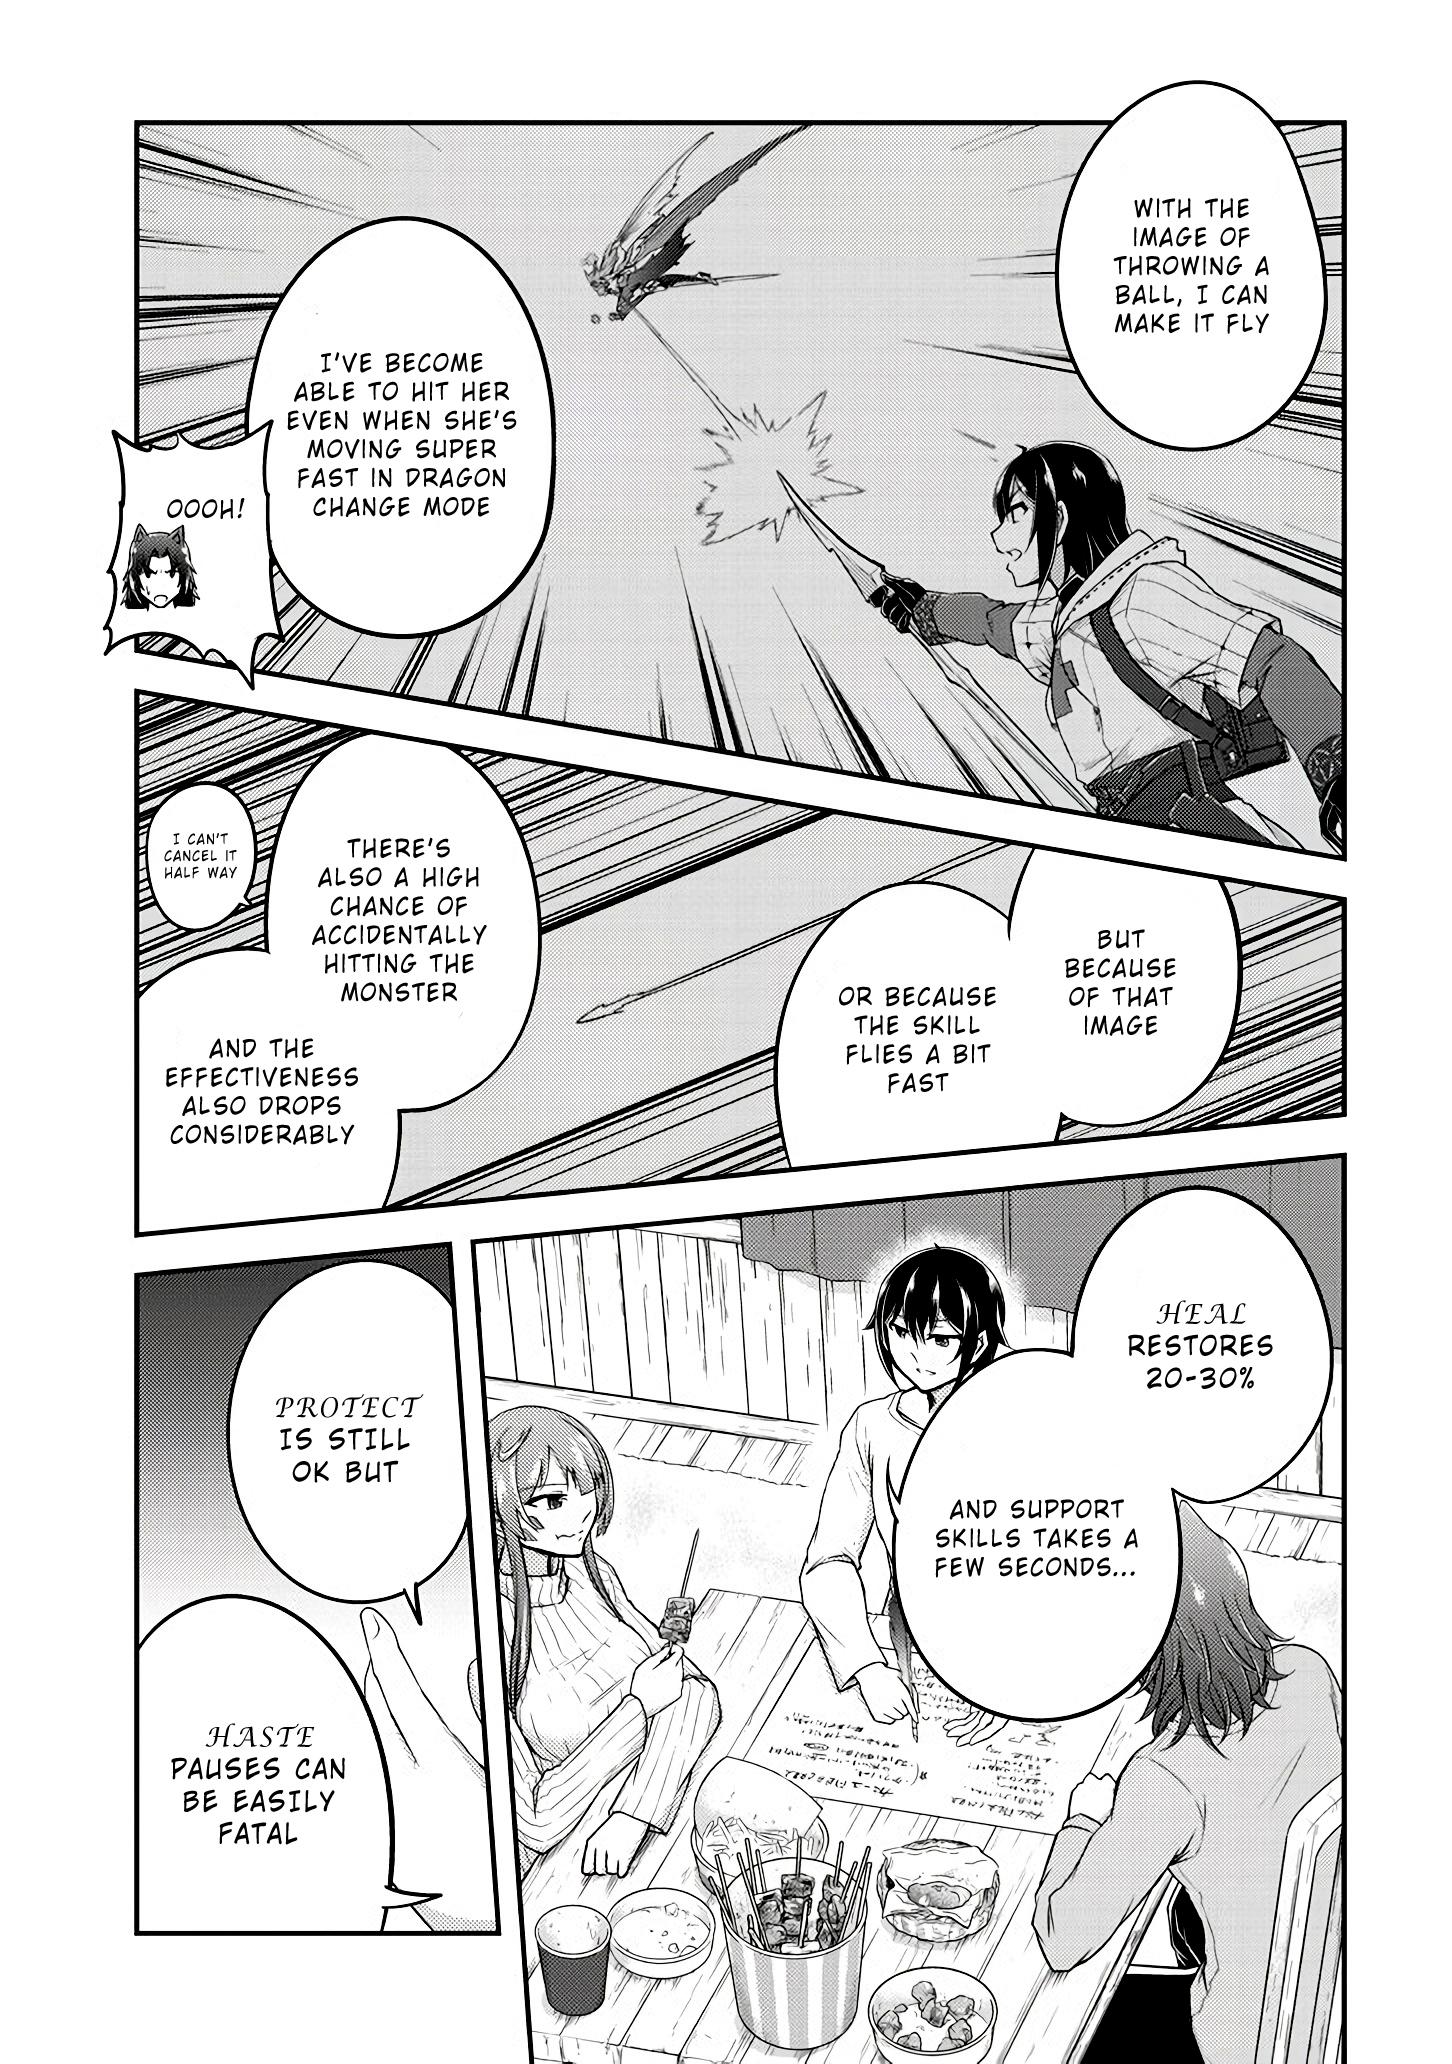 WITH THE
IMAGE OF
THROWING A
BALL, I CAN
MAKE IT FLY
I'VE BECOME
ABLE TO HIT HER
EVEN WHEN SHE'S
MOVING SUPER
FAST IN DRAGON
CHANGE MODE
OOOH!
BUT
BECAUSE
OF THAT
IMAGE
OR BECAUSE
THE SKILL
FLIES A BIT
FAST
THERE'S
ALSO A HIGH
CHANCE OF
ACCIDENTALLY
HITTING THE
MONSTER
I CAN'T
CANCEL IT
HALF WAY
AND THE
EFFECTIVENESS
ALSO DROPS
CONSIDERABLY
HEAL
RESTORES
20-30%
AND SUPPORT
SKILLS TAKES A
FEW SECONDS...
PROTECT
IS STILL
OK BUT
HASTE
PAUSES CAN
BE EASILY
FATAL